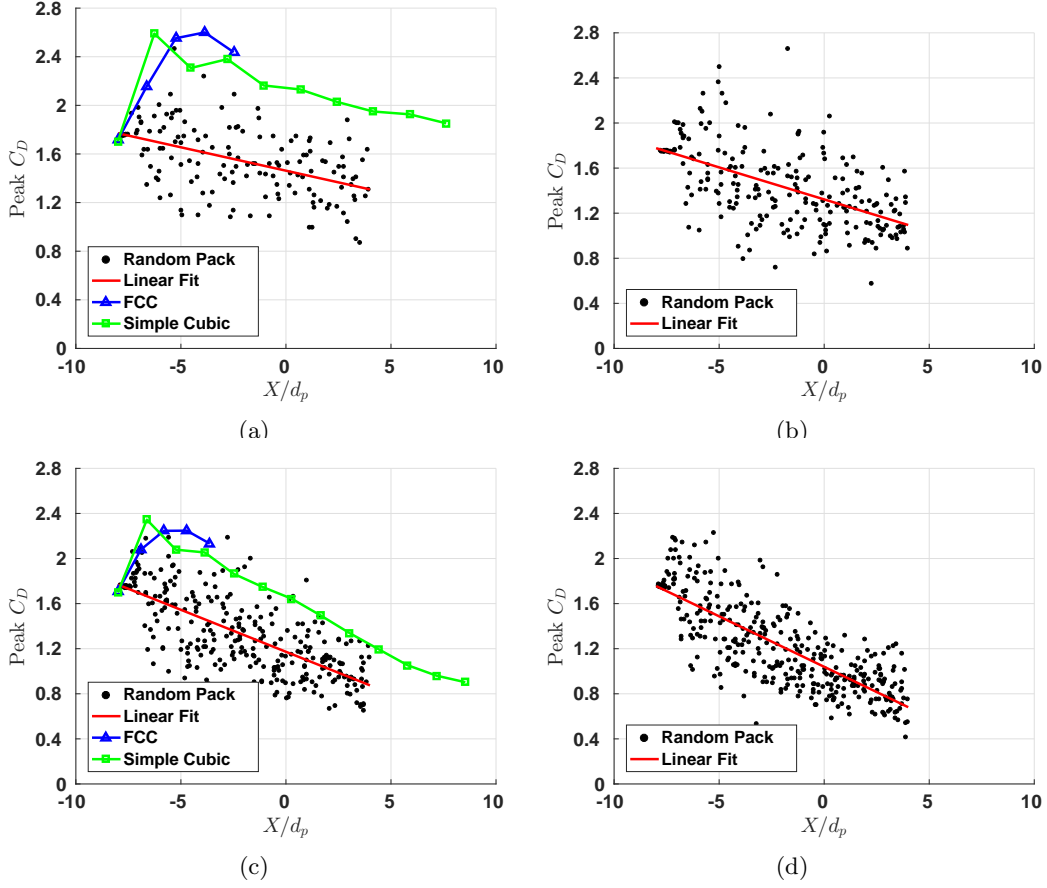 2.8
2.4
2
1.6
1.2
0.8
0.4
0
Peak C_D
-10
-5
0
5
10
X/d_p
Random Pack
Linear Fit
FCC
Simple Cubic
(a)
2.8
2.4
2
1.6
1.2
0.8
0.4
0
Peak C_D
-10
-5
0
5
10
X/d_p
Random Pack
Linear Fit
(b)
2.8
2.4
2
1.6
1.2
0.8
0.4
0
Peak C_D
-10
-5
0
5
10
X/d_p
Random Pack
Linear Fit
FCC
Simple Cubic
(c)
2.8
2.4
2
1.6
1.2
0.8
0.4
0
Peak C_D
-10
-5
0
5
10
X/d_p
Random Pack
Linear Fit
(d)